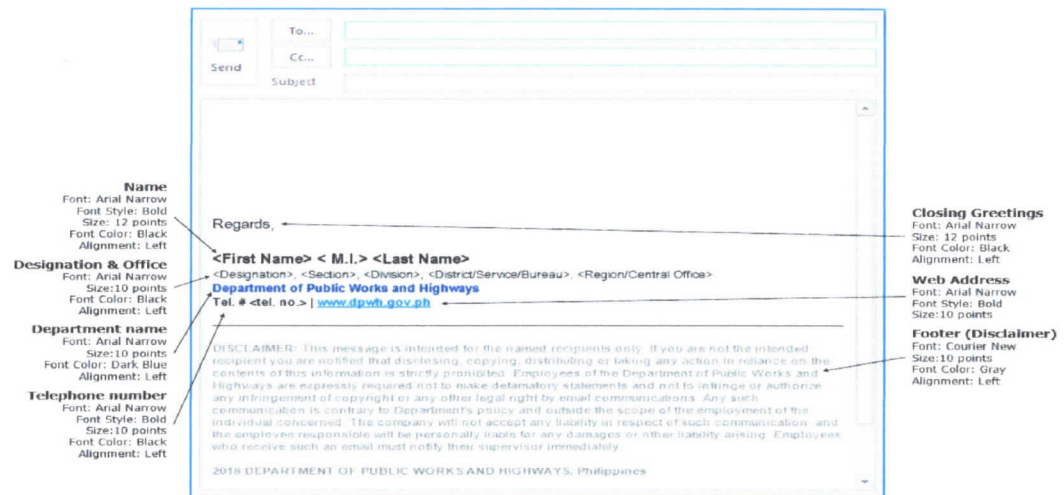 To...
Cc...
Send
Subject
Name
Font: Arial Narrow
Font Style: Bold
Size: 12 points
Font Color: Black
Alignment: Left
Designation & Office
Font: Arial Narrow
Size:10 points
Font Color: Black
Alignment: Left
Department name
Font: Arial Narrow
Size:10 points
Font Color: Dark Blue
Alignment: Left
Telephone number
Font: Arial Narrow
Font Style: Bold
Size:10 points
Font Color: Black
Alignment: Left
Regards,
<First Name> < M.I.> <Last Name>
<Designation>, <Section>, <Division>, <District/Service/Bureau>, <Region/Central Office>
Department of Public Works and Highways
Tel. # <tel. no.> | www.dpwh.gov.ph
DISCLAIMER: This message is intended for the named recipients only. If you are not the intended
recipient you are notified that disclosing, copying, distributing or taking any action in reliance on the
contents of this information is strictly prohibited. Employees of the Department of Public Works and
Highways are expressly required not to make defamatory statements and not to infringe or authorize
any infringement of copyright or any other legal right by email communications. Any such
communication is contrary to Department's policy and outside the scope of the employment of the
individual concerned. The company will not accept any liability in respect of such communication, and
the employee responsible will be personally liable for any damages or other liability arising. Employees
who receive such an email must notify their supervisor immediately.
2018 DEPARTMENT OF PUBLIC WORKS AND HIGHWAYS, Philippines
Closing Greetings
Font: Arial Narrow
Size: 12 points
Font Color: Black
Alignment: Left
Web Address
Font: Arial Narrow
Font Style: Bold
Size:10 points
Footer (Disclaimer)
Font: Courier New
Size:10 points
Font Color: Gray
Alignment: Left